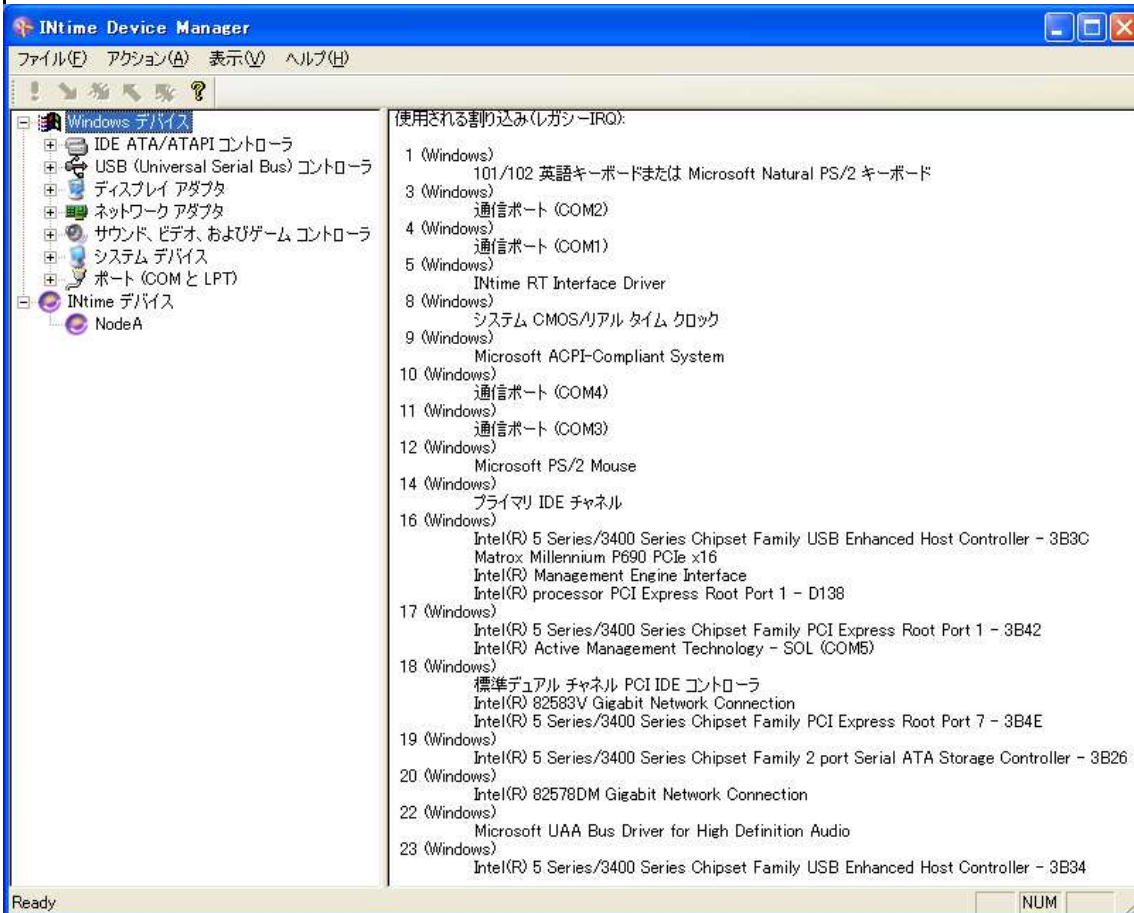 INtime Device Manager
ファイル(F) アクション(A) 表示(V) ヘルプ(H)
Windows デバイス
IDE ATA/ATAPI コントローラ
USB (Universal Serial Bus) コントローラ
ディスプレイ アダプタ
ネットワーク アダプタ
サウンド、ビデオ、およびゲーム コントローラ
システム デバイス
ポート (COM と LPT)
INtime デバイス
NodeA
使用される割り込み(レガシーIRQ):
1 (Windows)
101/102 英語キーボードまたは Microsoft Natural PS/2 キーボード
3 (Windows)
通信ポート (COM2)
4 (Windows)
通信ポート (COM1)
5 (Windows)
INtime RT Interface Driver
8 (Windows)
システム CMOS/リアル タイム クロック
9 (Windows)
Microsoft ACPI-Compliant System
10 (Windows)
通信ポート (COM4)
11 (Windows)
通信ポート (COM3)
12 (Windows)
Microsoft PS/2 Mouse
14 (Windows)
プライマリ IDE チャネル
16 (Windows)
Intel(R) 5 Series/3400 Series Chipset Family USB Enhanced Host Controller - 3B3C
Matrox Millennium P690 PCIe x16
Intel(R) Management Engine Interface
Intel(R) processor PCI Express Root Port 1 - D138
17 (Windows)
Intel(R) 5 Series/3400 Series Chipset Family PCI Express Root Port 1 - 3B42
Intel(R) Active Management Technology - SOL (COM5)
18 (Windows)
標準デュアル チャネル PCI IDE コントローラ
Intel(R) 82583V Gigabit Network Connection
Intel(R) 5 Series/3400 Series Chipset Family PCI Express Root Port 7 - 3B4E
19 (Windows)
Intel(R) 5 Series/3400 Series Chipset Family 2 port Serial ATA Storage Controller - 3B26
20 (Windows)
Intel(R) 82578DM Gigabit Network Connection
22 (Windows)
Microsoft UAA Bus Driver for High Definition Audio
23 (Windows)
Intel(R) 5 Series/3400 Series Chipset Family USB Enhanced Host Controller - 3B34
Ready
NUM